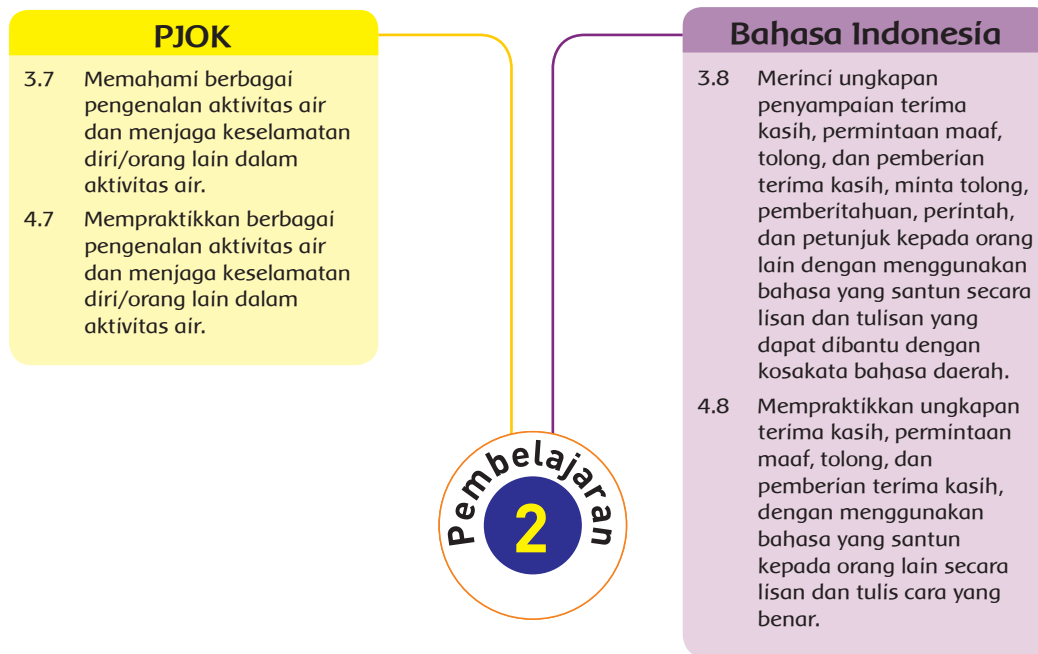 PJOK
3.7 Memahami berbagai
pengenalan aktivitas air
dan menjaga keselamatan
diri/orang lain dalam
aktivitas air.
4.7 Mempraktikkan berbagai
pengenalan aktivitas air
dan menjaga keselamatan
diri/orang lain dalam
aktivitas air.
Bahasa Indonesia
3.8 Merinci ungkapan
penyampaian terima
kasih, permintaan maaf,
tolong, dan pemberian
terima kasih, minta tolong,
pemberitahuan, perintah,
dan petunjuk kepada orang
lain dengan menggunakan
bahasa yang santun secara
lisan dan tulisan yang
dapat dibantu dengan
kosakata bahasa daerah.
4.8 Mempraktikkan ungkapan
terima kasih, permintaan
maaf, tolong, dan
pemberian terima kasih,
dengan menggunakan
bahasa yang santun
kepada orang lain secara
lisan dan tulis cara yang
benar.
Pembelajaran
2